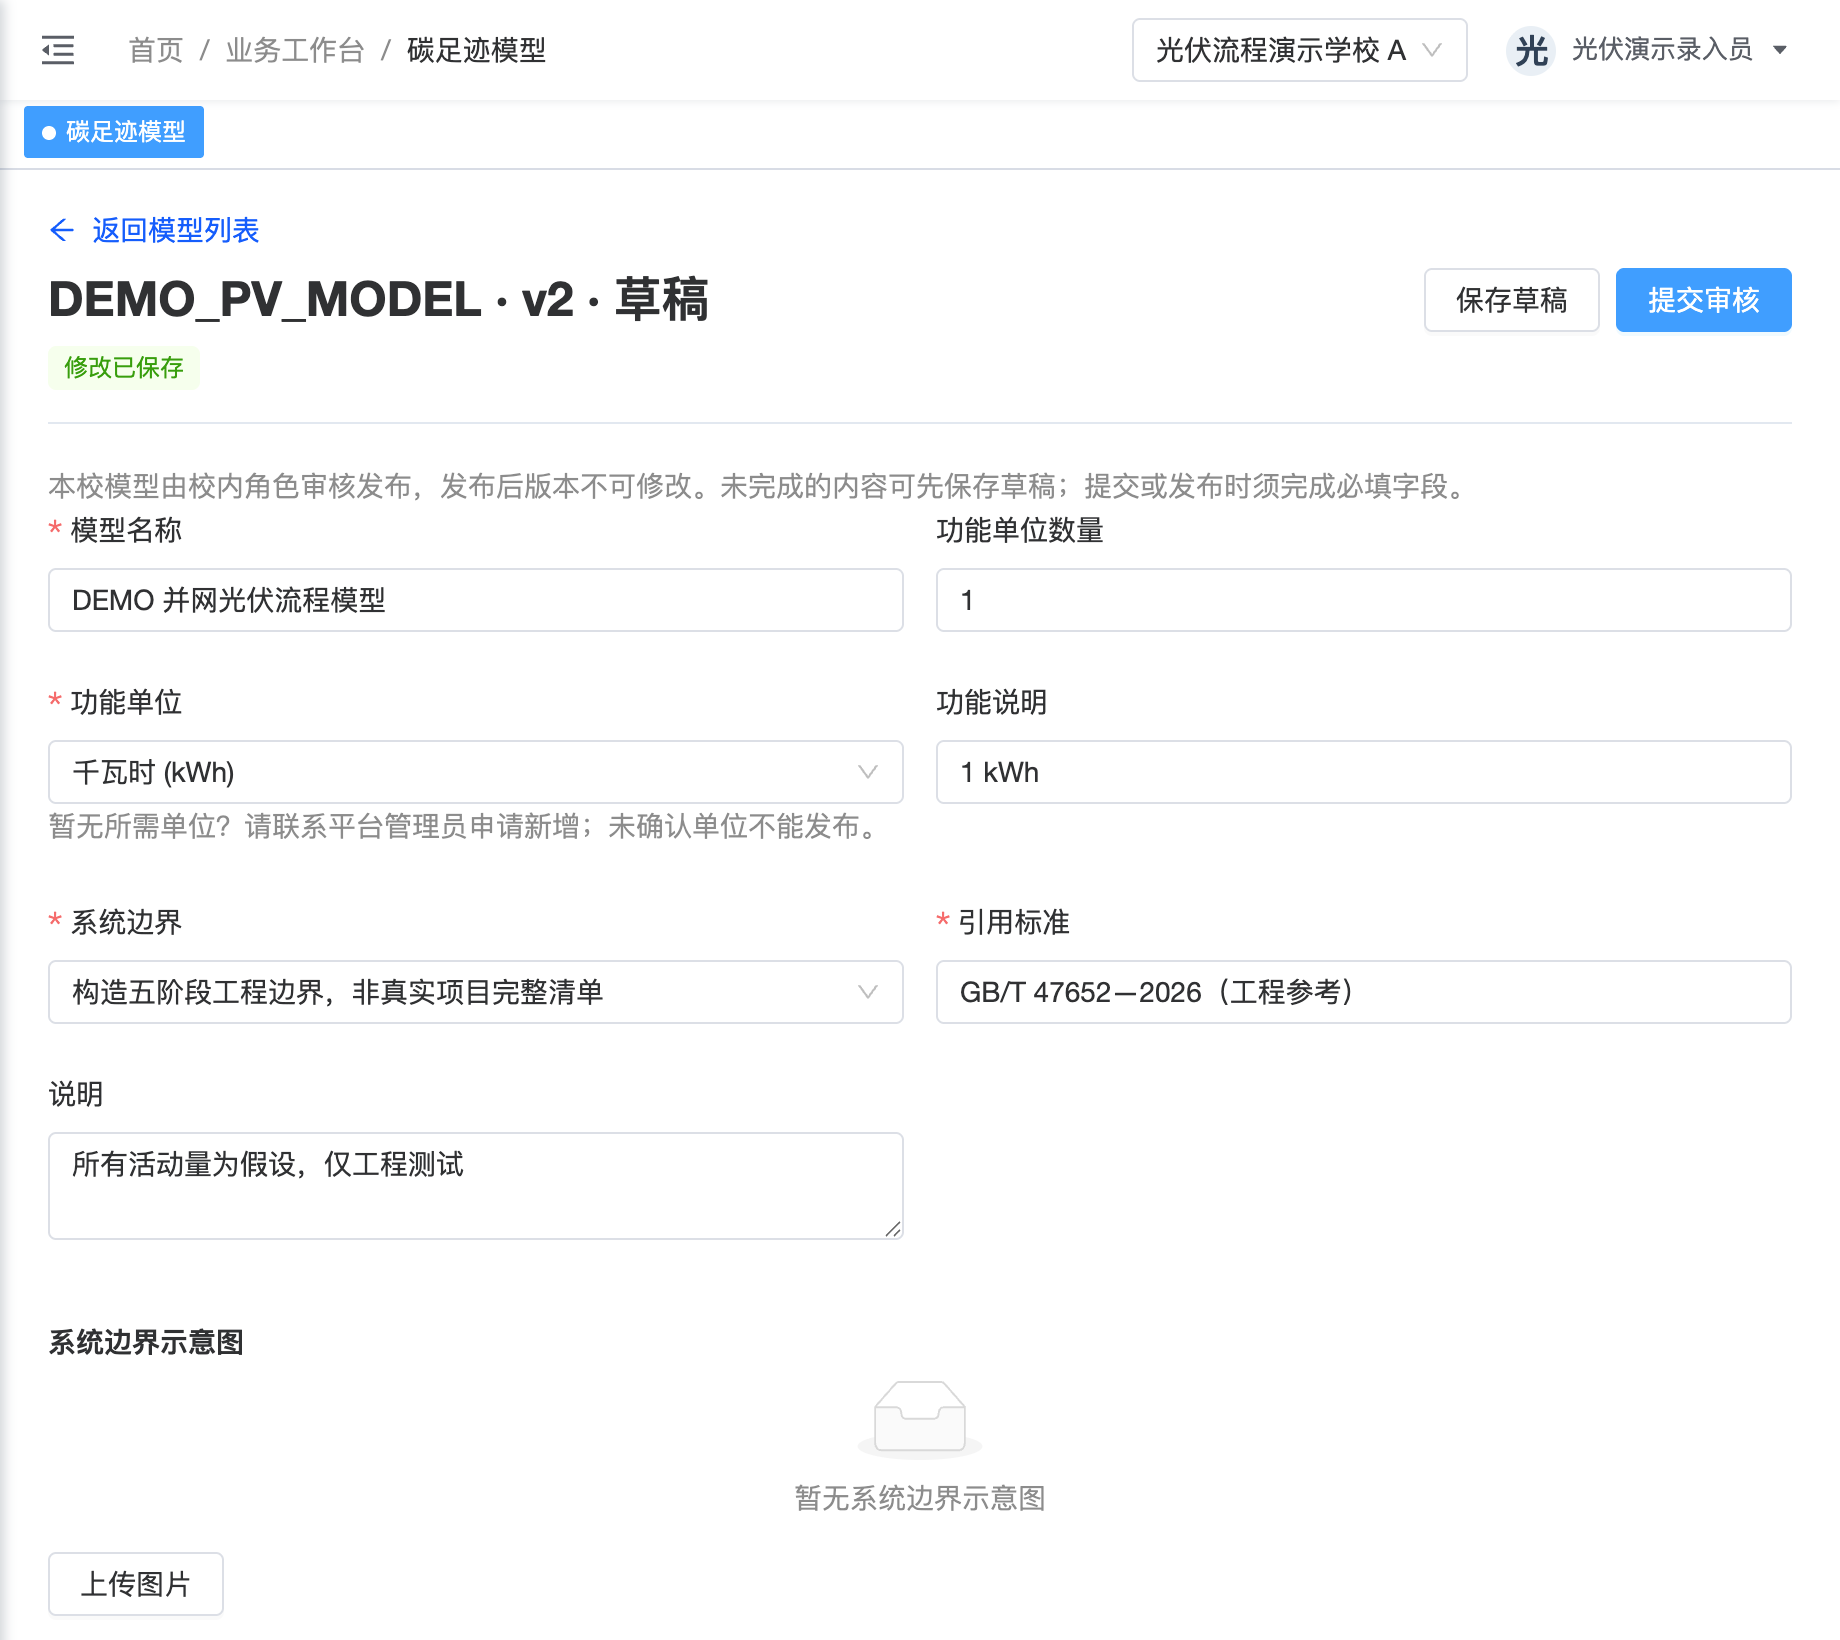 首页 / 业务工作台 / 碳足迹模型
光伏流程演示学校 A
光 光伏演示录入员
碳足迹模型
返回模型列表
DEMO_PV_MODEL · v2 · 草稿
保存草稿
提交审核
修改已保存
本校模型由校内角色审核发布，发布后版本不可修改。未完成的内容可先保存草稿；提交或发布时须完成必填字段。
* 模型名称
DEMO 并网光伏流程模型
功能单位数量
1
* 功能单位
千瓦时 (kWh)
暂无所需单位？请联系平台管理员申请新增；未确认单位不能发布。
功能说明
1 kWh
* 系统边界
构造五阶段工程边界，非真实项目完整清单
* 引用标准
GB/T 47652—2026（工程参考）
说明
所有活动量为假设，仅工程测试
系统边界示意图
暂无系统边界示意图
上传图片